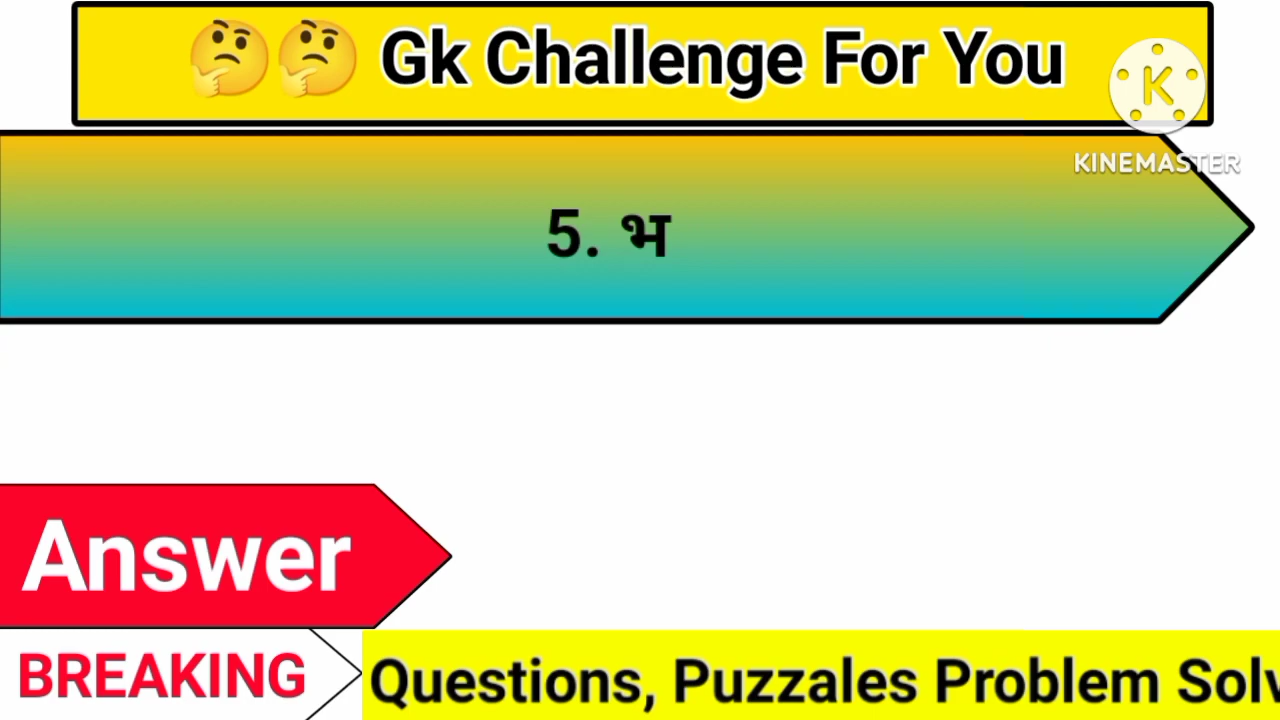 🤔🤔 Gk Challenge For You
K
KINEMASTER
5. भ
Answer
BREAKING
Questions, Puzzales Problem Solv